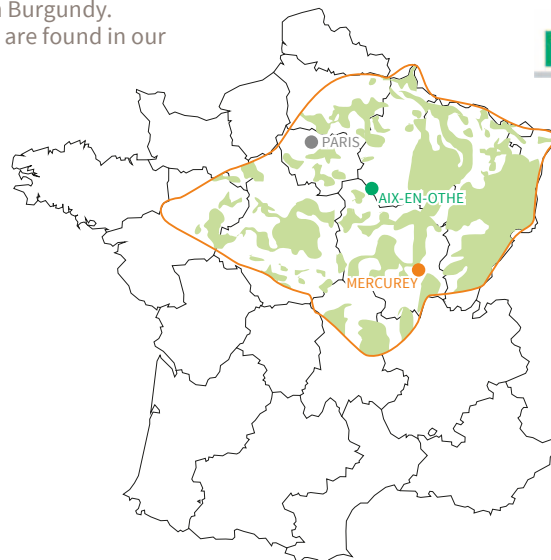 Burgundy.
are found in our
PARIS
AIX-EN-OTHE
MERCUREY